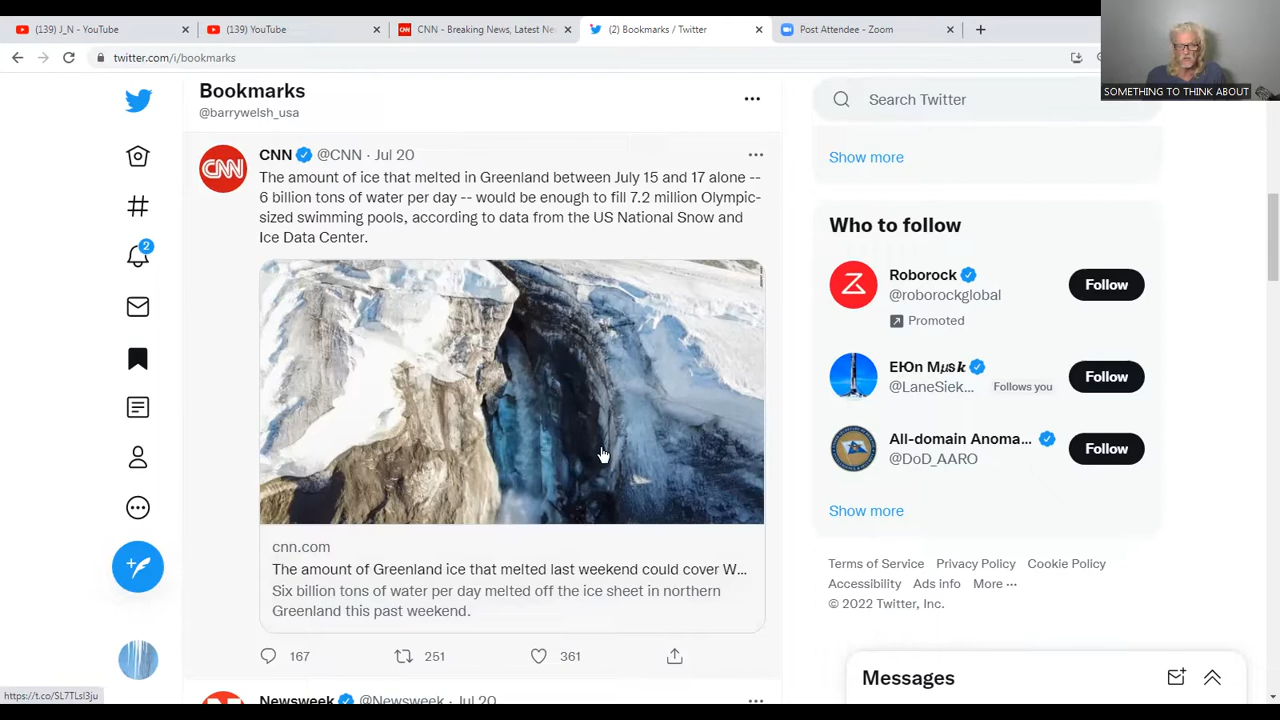 (139) J_N - YouTube
(139) YouTube
CNN - Breaking News, Latest Ne
(2) Bookmarks / Twitter
Post Attendee - Zoom
twitter.com/i/bookmarks
SOMETHING TO THINK ABOUT
Bookmarks
@barrywelsh_usa
Search Twitter
CNN @CNN · Jul 20
The amount of ice that melted in Greenland between July 15 and 17 alone --
6 billion tons of water per day -- would be enough to fill 7.2 million Olympic-
sized swimming pools, according to data from the US National Snow and
Ice Data Center.
cnn.com
The amount of Greenland ice that melted last weekend could cover W...
Six billion tons of water per day melted off the ice sheet in northern
Greenland this past weekend.
167 251 361
Newsweek @Newsweek · Jul 20
Show more
Who to follow
Roborock
@roborockglobal
Follow
Promoted
EłOn Mμsk
@LaneSiek... Follows you
Follow
All-domain Anoma...
@DoD_AARO
Follow
Show more
Terms of Service Privacy Policy Cookie Policy
Accessibility Ads info More ···
© 2022 Twitter, Inc.
Messages
2
CNN
https://t.co/SL7TLsl3ju